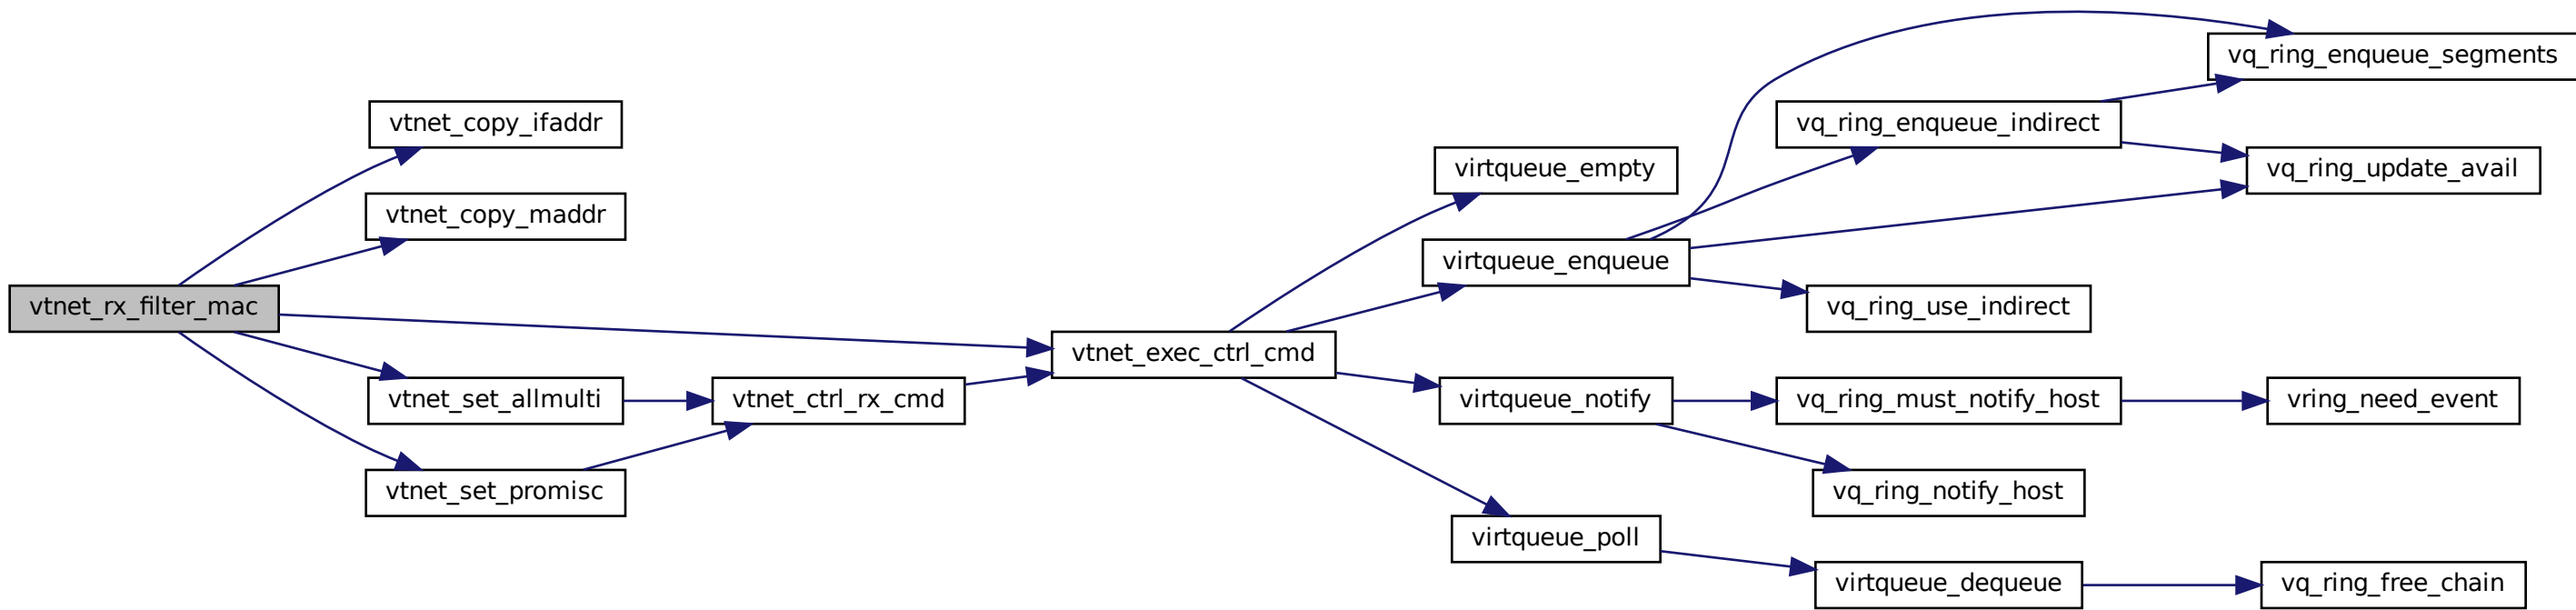 vtnet_rx_filter_mac
vtnet_copy_ifaddr
vtnet_copy_maddr
vtnet_set_allmulti
vtnet_set_promisc
vtnet_ctrl_rx_cmd
vtnet_exec_ctrl_cmd
virtqueue_empty
virtqueue_enqueue
virtqueue_notify
virtqueue_poll
vq_ring_enqueue_indirect
vq_ring_use_indirect
vq_ring_must_notify_host
vq_ring_notify_host
virtqueue_dequeue
vq_ring_enqueue_segments
vq_ring_update_avail
vring_need_event
vq_ring_free_chain